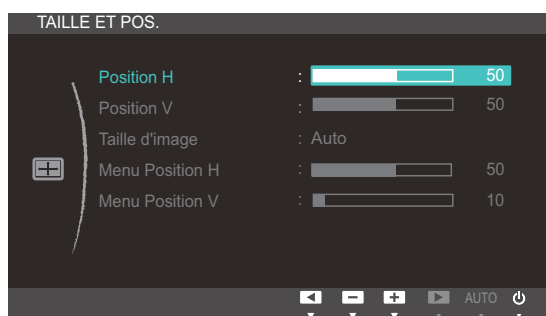 TAILLE ET POS.
Position H : 50
Position V : 50
Taille d'image : Auto
Menu Position H : 50
Menu Position V : 10
AUTO